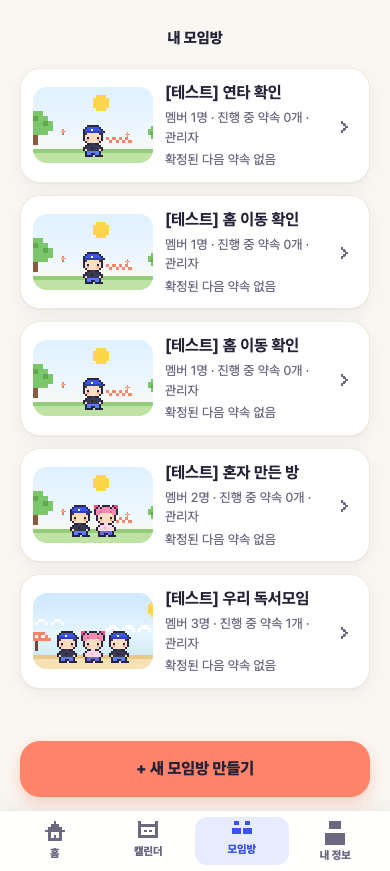 내 모임방
[테스트] 연타 확인
멤버 1명 · 진행 중 약속 0개 ·
관리자
확정된 다음 약속 없음
[테스트] 홈 이동 확인
멤버 1명 · 진행 중 약속 0개 ·
관리자
확정된 다음 약속 없음
[테스트] 홈 이동 확인
멤버 1명 · 진행 중 약속 0개 ·
관리자
확정된 다음 약속 없음
[테스트] 혼자 만든 방
멤버 2명 · 진행 중 약속 0개 ·
관리자
확정된 다음 약속 없음
[테스트] 우리 독서모임
멤버 3명 · 진행 중 약속 1개 ·
관리자
확정된 다음 약속 없음
+ 새 모임방 만들기
홈
캘린더
모임방
내 정보